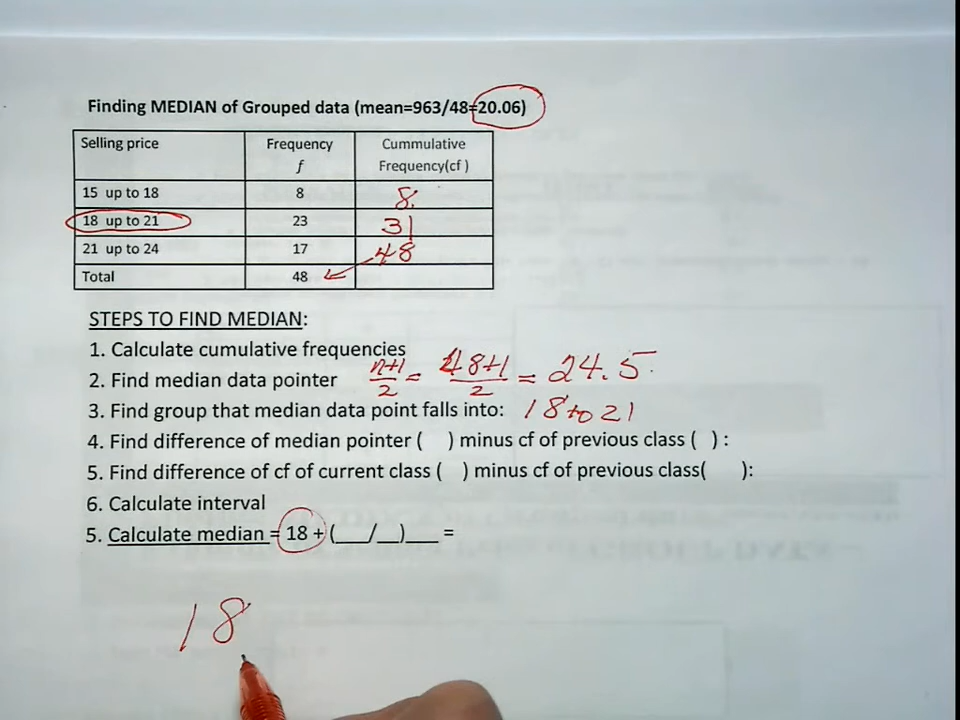 Finding MEDIAN of Grouped data (mean=963/48=20.06)
Selling price Frequency f Cummulative Frequency(cf )
15 up to 18 8 8.
18 up to 21 23 31
21 up to 24 17 48
Total 48
STEPS TO FIND MEDIAN:
1. Calculate cumulative frequencies
2. Find median data pointer n+1/2 = 48+1/2 = 24.5
3. Find group that median data point falls into: 18 to 21
4. Find difference of median pointer ( ) minus cf of previous class ( ) :
5. Find difference of cf of current class ( ) minus cf of previous class( ):
6. Calculate interval
5. Calculate median = 18 + (___/__)___ =
18